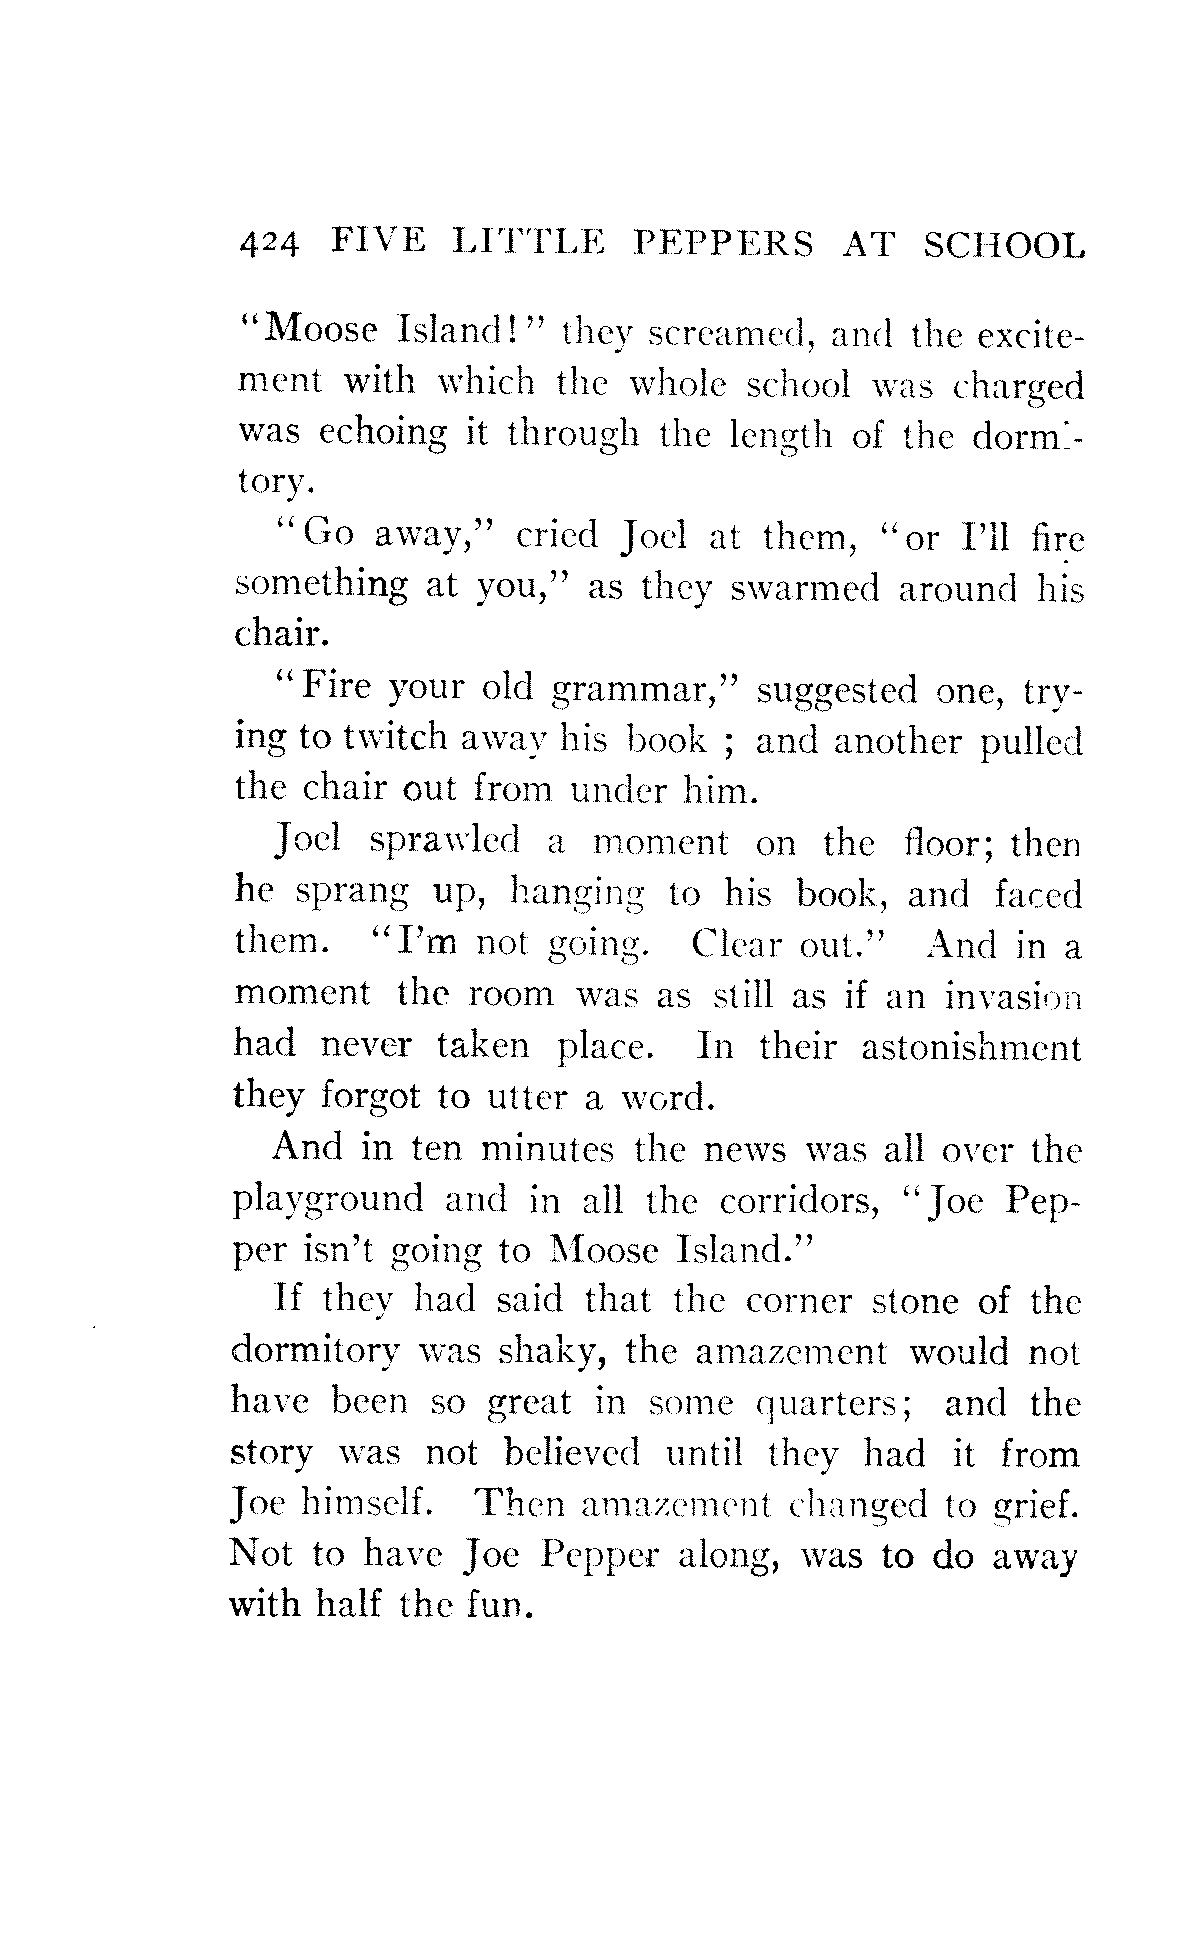 424 FIVE LITTLE PEPPERS AT SCHOOL
"Moose Island!" they screamed, and the excite-
ment with which the whole school was charged
was echoing it through the length of the dormi-
tory.
"Go away," cried Joel at them, "or I'll fire
something at you," as they swarmed around his
chair.
"Fire your old grammar," suggested one, try-
ing to twitch away his book ; and another pulled
the chair out from under him.
Joel sprawled a moment on the floor; then
he sprang up, hanging to his book, and faced
them. "I'm not going. Clear out." And in a
moment the room was as still as if an invasion
had never taken place. In their astonishment
they forgot to utter a word.
And in ten minutes the news was all over the
playground and in all the corridors, "Joe Pep-
per isn't going to Moose Island."
If they had said that the corner stone of the
dormitory was shaky, the amazement would not
have been so great in some quarters; and the
story was not believed until they had it from
Joe himself. Then amazement changed to grief.
Not to have Joe Pepper along, was to do away
with half the fun.